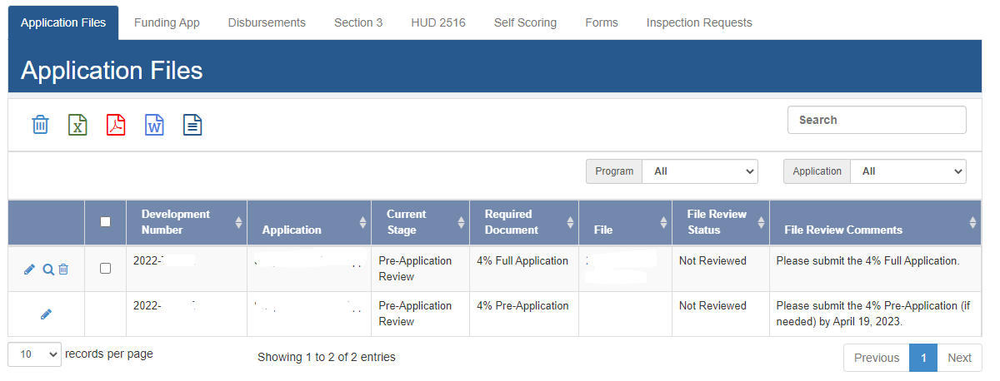 Application Files Funding App Disbursements Section 3 HUD 2516 Self Scoring Forms Inspection Requests
Application Files
Search
Program All Application All
Development Number Application Current Stage Required Document File File Review Status File Review Comments
2022- Pre-Application Review 4% Full Application Not Reviewed Please submit the 4% Full Application.
2022- Pre-Application Review 4% Pre-Application Not Reviewed Please submit the 4% Pre-Application (if needed) by April 19, 2023.
10 records per page Showing 1 to 2 of 2 entries Previous 1 Next